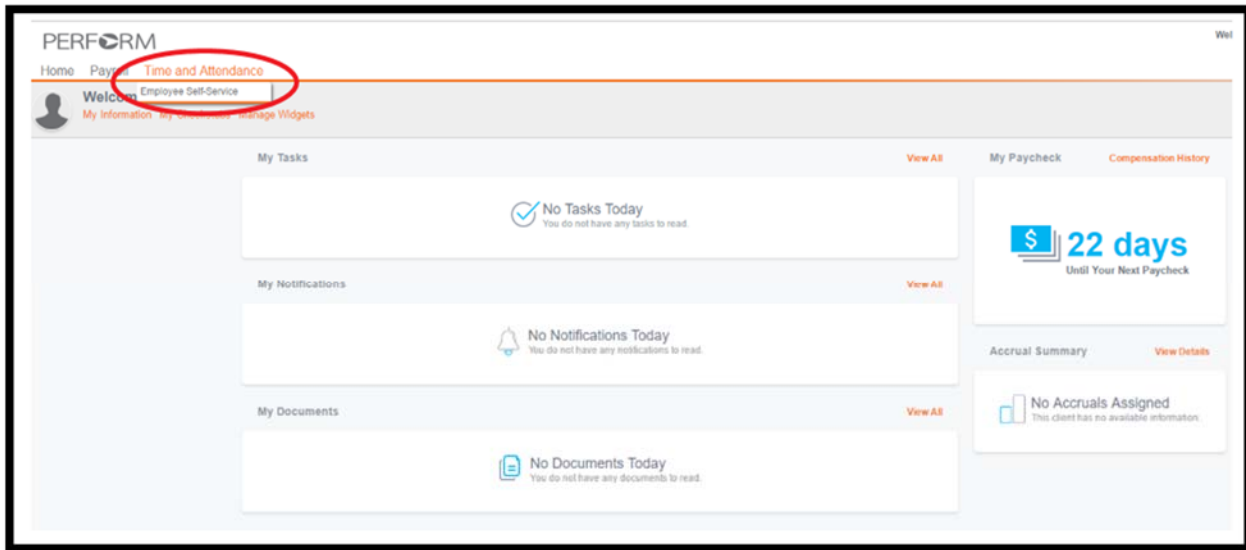 PERFORM
Wel
Home Payroll Time and Attendance
Employee Self-Service
Welcom
My Information Manage Widgets
My Tasks View All
No Tasks Today
You do not have any tasks to read.
My Notifications View All
No Notifications Today
You do not have any notifications to read.
My Documents View All
No Documents Today
You do not have any documents to read.
My Paycheck Compensation History
$ 22 days
Until Your Next Paycheck
Accrual Summary View Details
No Accruals Assigned
This client has no available information.